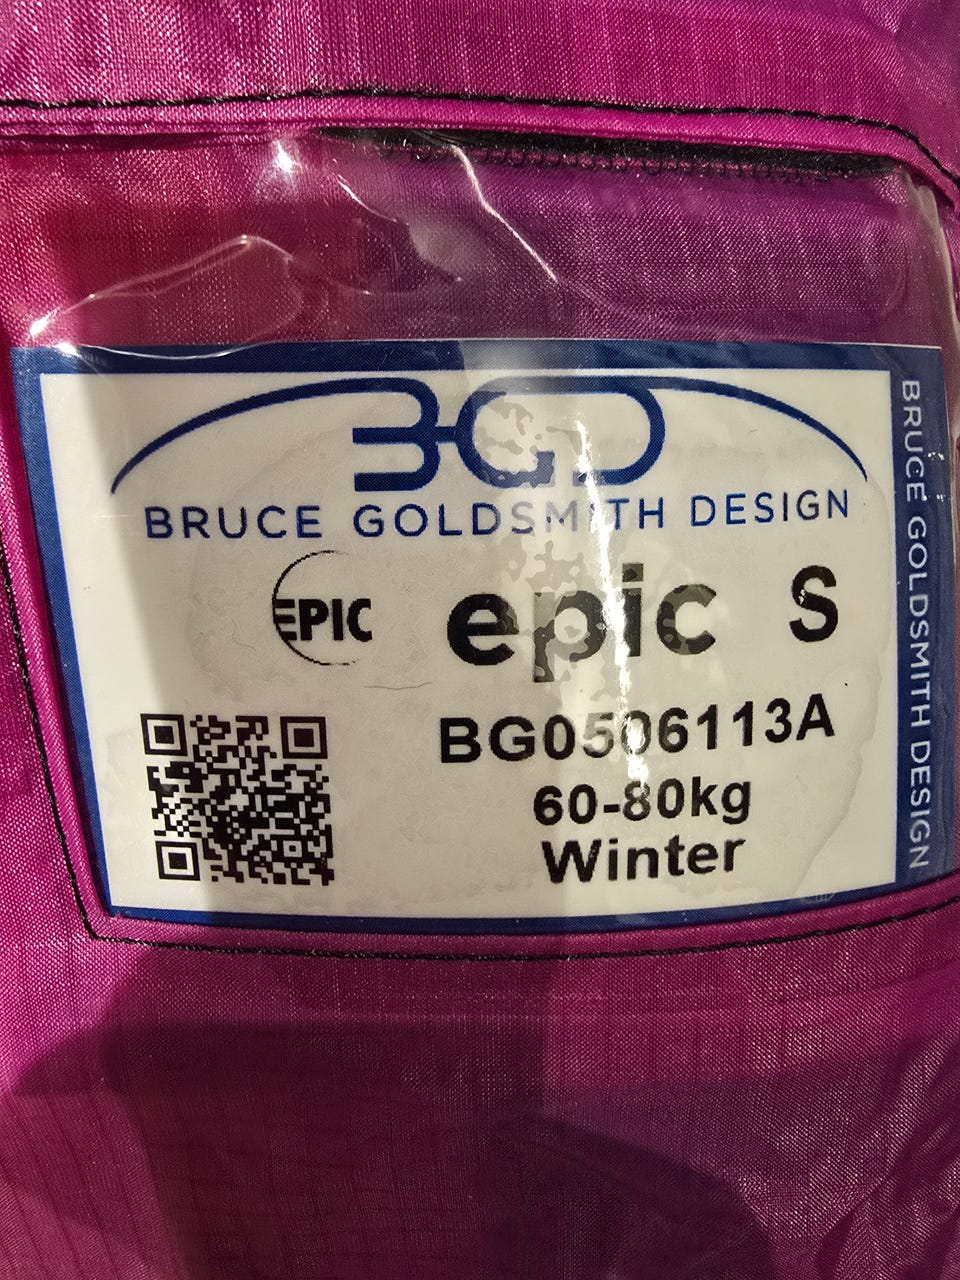 BGD
BRUCE GOLDSMITH DESIGN
EPIC epic S
BG0506113A
60-80kg
Winter
BRUCE GOLDSMITH DESIGN